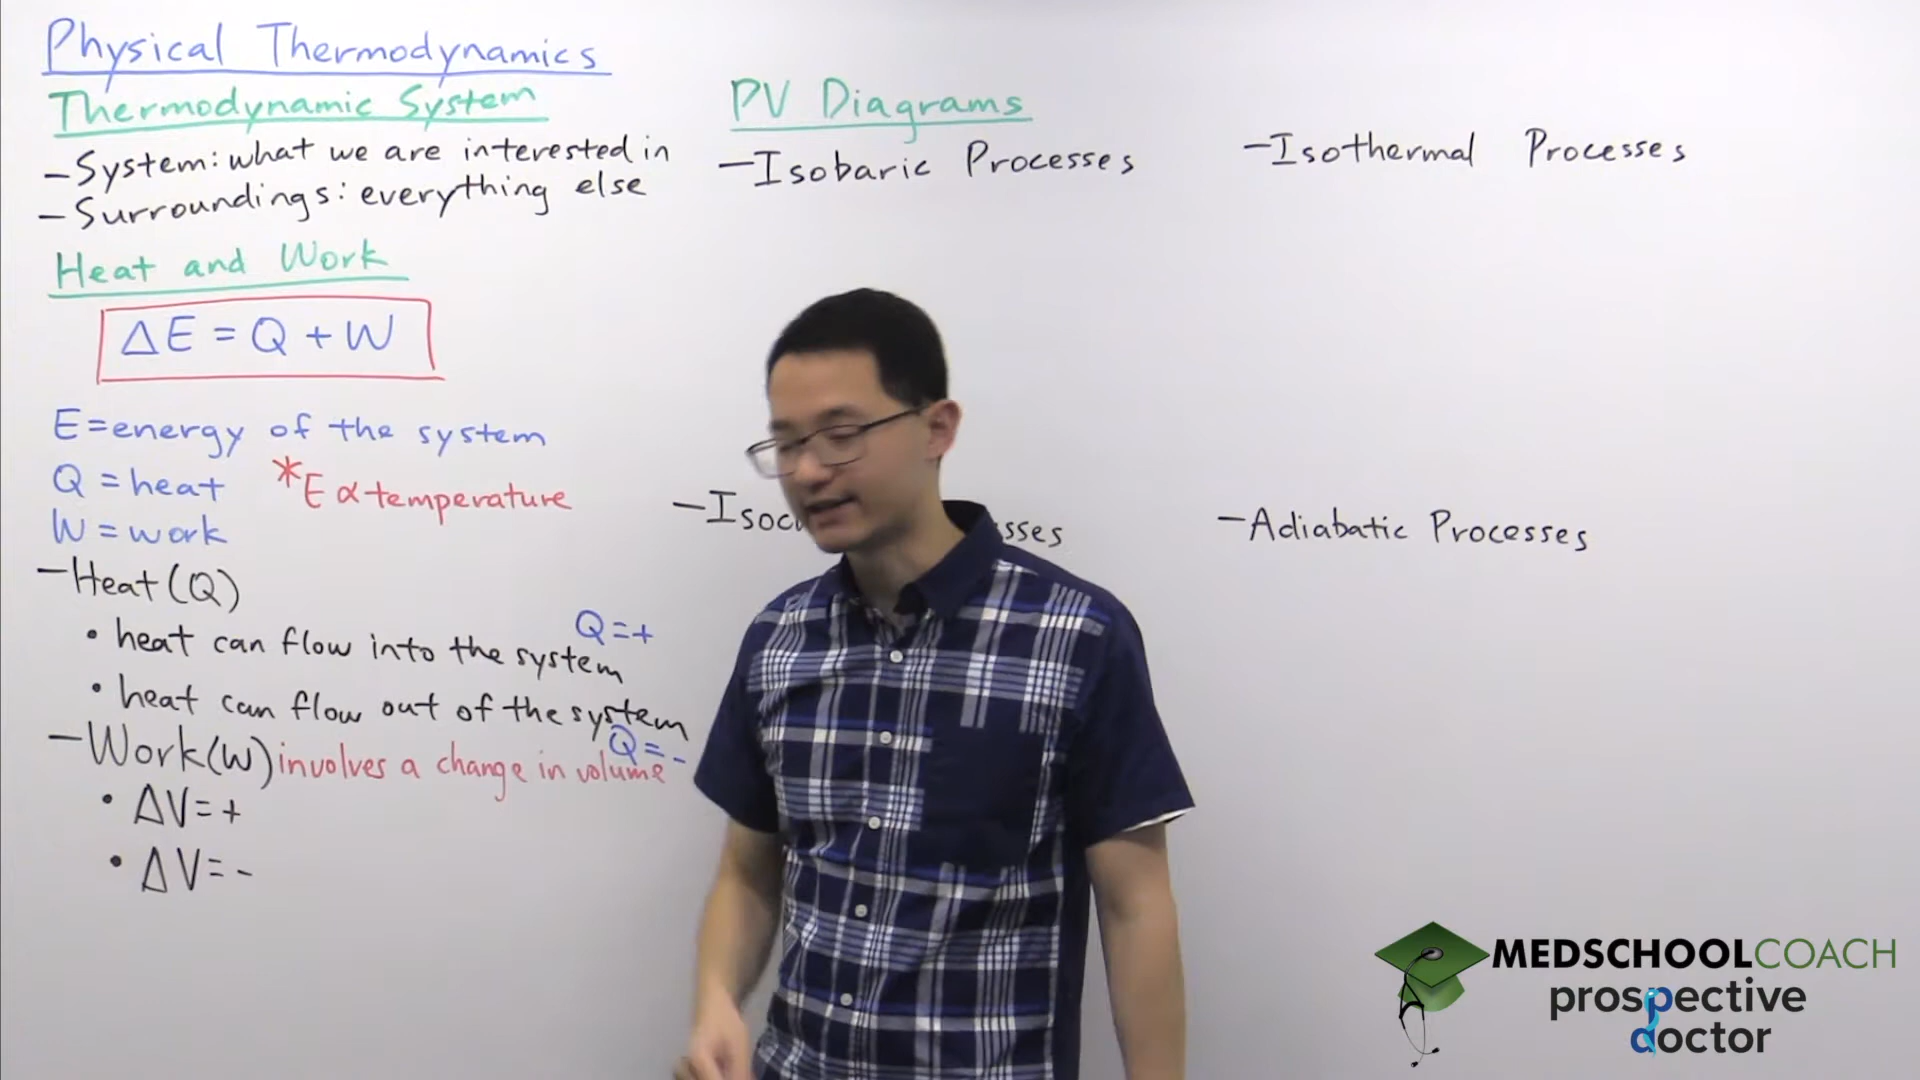 Physical Thermodynamics
Thermodynamic System
-System: what we are interested in
-Surroundings: everything else
Heat and Work
ΔE = Q + W
E=energy of the system
Q = heat
*E α temperature
W = work
-Heat (Q)
• heat can flow into the system
Q=+
• heat can flow out of the system
Q=-
-Work(W) involves a change in volume
• ΔV=+
• ΔV=-
PV Diagrams
-Isobaric Processes
-Isothermal Processes
-Adiabatic Processes
MEDSCHOOLCOACH
prospective
doctor